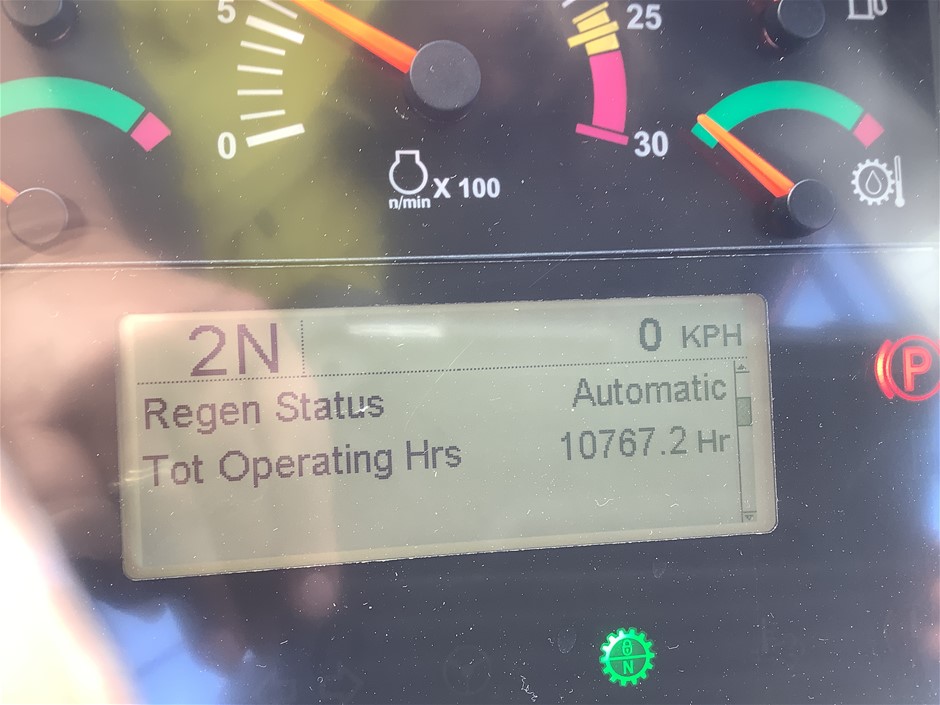 5
25
0
30
n/min X 100
2N 0 KPH
Regen Status Automatic
Tot Operating Hrs 10767.2 Hr
P
N